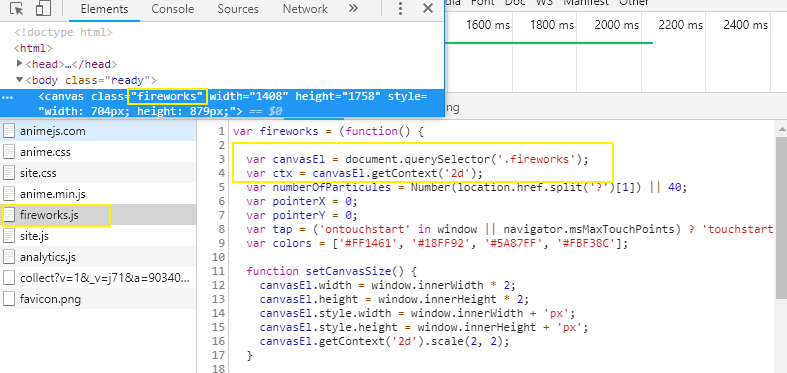 Elements Console Sources Network »
Doc WS Manifest Other
1600 ms 1800 ms 2000 ms 2200 ms 2400 ms
<!doctype html>
<html>
<head>…</head>
<body class="ready">
… <canvas class="fireworks" width="1408" height="1758" style=
"width: 704px; height: 879px;"> == $0
animejs.com
anime.css
site.css
anime.min.js
fireworks.js
site.js
analytics.js
collect?v=1&_v=j71&a=90340...
favicon.png
1 var fireworks = (function() {
2
3 var canvasEl = document.querySelector('.fireworks');
4 var ctx = canvasEl.getContext('2d');
5 var numberOfParticules = Number(location.href.split('?')[1]) || 40;
6 var pointerX = 0;
7 var pointerY = 0;
8 var tap = ('ontouchstart' in window || navigator.msMaxTouchPoints) ? 'touchstart
9 var colors = ['#FF1461', '#18FF92', '#5A87FF', '#FBF38C'];
10
11 function setCanvasSize() {
12 canvasEl.width = window.innerWidth * 2;
13 canvasEl.height = window.innerHeight * 2;
14 canvasEl.style.width = window.innerWidth + 'px';
15 canvasEl.style.height = window.innerHeight + 'px';
16 canvasEl.getContext('2d').scale(2, 2);
17 }
18